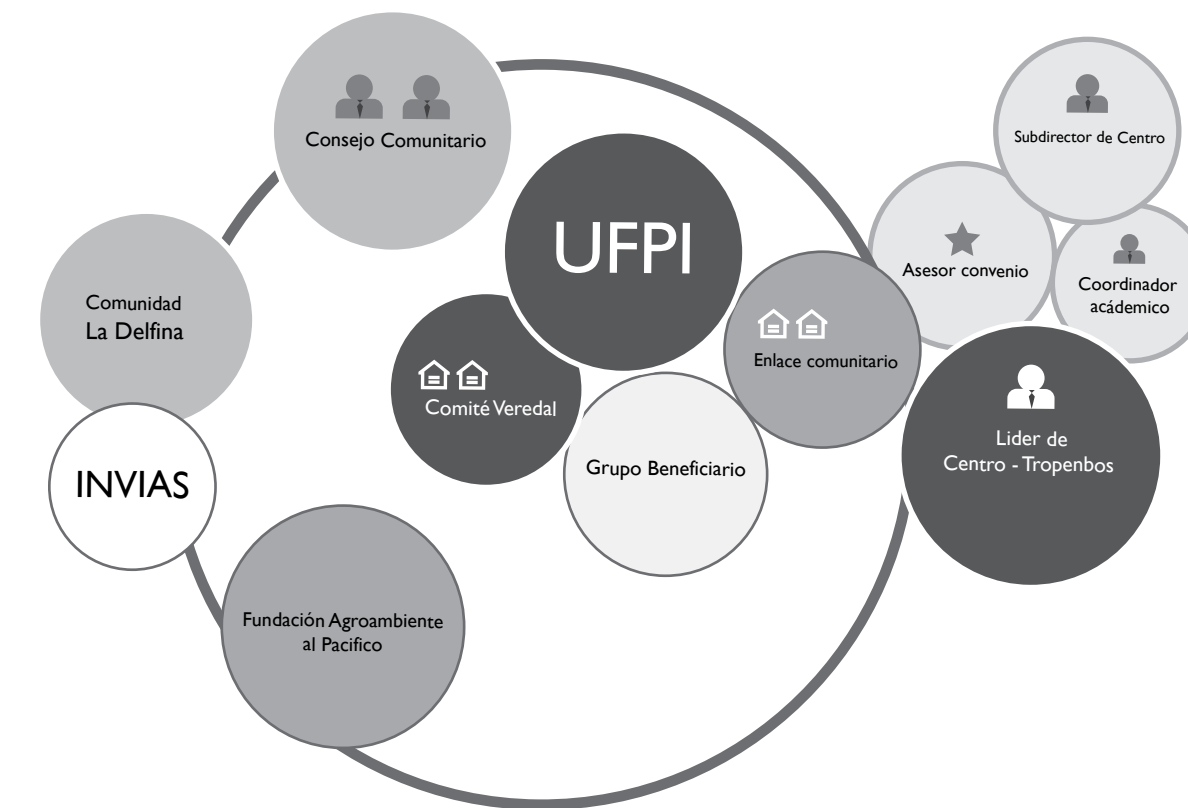 Consejo Comunitario
Subdirector de Centro
UFPI
Asesor convenio
Coordinador
acádemico
Comunidad
La Delfina
Enlace comunitario
Comité Veredal
Lider de
Centro - Tropenbos
Grupo Beneficiario
INVIAS
Fundación Agroambiente
al Pacifico